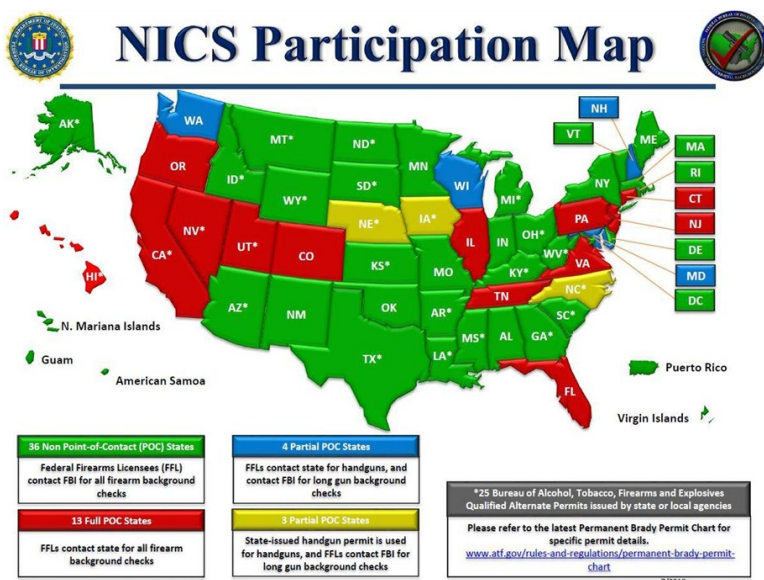 NICS Participation Map
AK*
WA
OR
CA*
NV*
ID*
MT*
WY*
UT*
CO
AZ*
NM
ND*
SD*
NE*
KS*
OK
TX*
MN
IA*
MO
AR*
LA*
WI
IL
MI*
IN
OH*
KY*
TN
MS*
AL
GA*
FL
SC*
NC*
VA
WV*
PA
NY
ME
VT
NH
MA
RI
CT
NJ
DE
MD
DC
HI*
N. Mariana Islands
Guam
American Samoa
Puerto Rico
Virgin Islands
36 Non Point-of-Contact (POC) States
Federal Firearms Licensees (FFL)
contact FBI for all firearm background
checks
4 Partial POC States
FFLs contact state for handguns, and
contact FBI for long gun background
checks
13 Full POC States
FFLs contact state for all firearm
background checks
3 Partial POC States
State-issued handgun permit is used
for handguns, and FFLs contact FBI for
long gun background checks
*25 Bureau of Alcohol, Tobacco, Firearms and Explosives
Qualified Alternate Permits issued by state or local agencies
Please refer to the latest Permanent Brady Permit Chart for
specific permit details.
www.atf.gov/rules-and-regulations/permanent-brady-permit-
chart